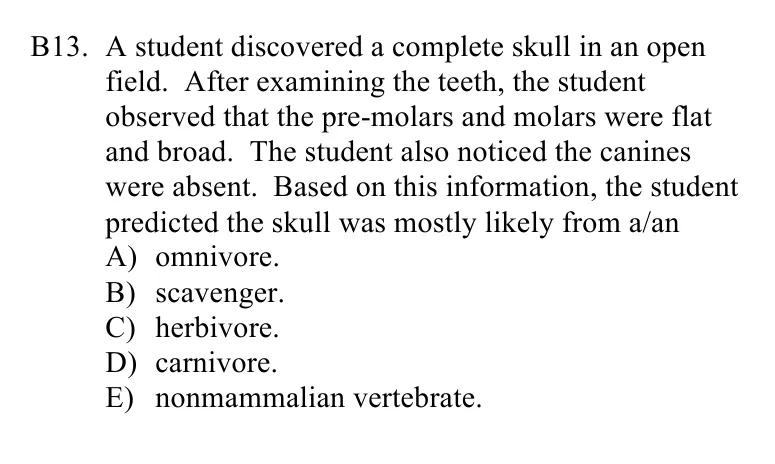 B13. A student discovered a complete skull in an open
field. After examining the teeth, the student
observed that the pre-molars and molars were flat
and broad. The student also noticed the canines
were absent. Based on this information, the student
predicted the skull was mostly likely from a/an
A) omnivore.
B) scavenger.
C) herbivore.
D) carnivore.
E) nonmammalian vertebrate.